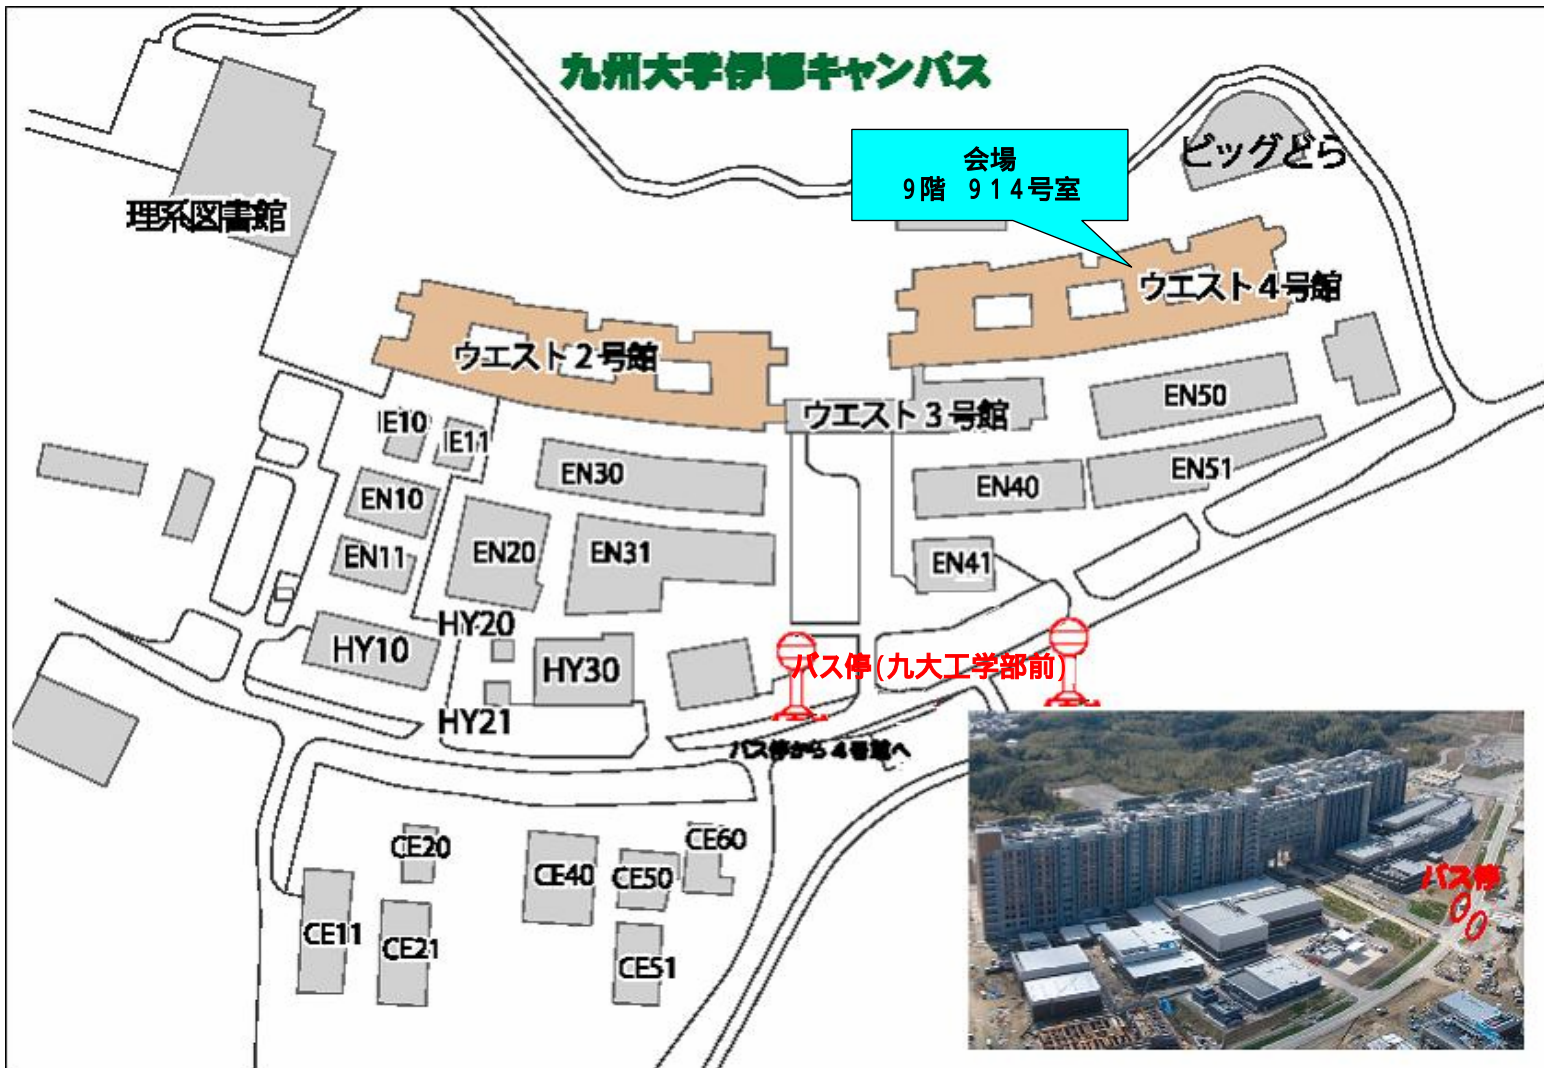 九州大学伊都キャンパス
会場
9階 914号室
ビッグどら
理系図書館
ウエスト4号館
ウエスト2号館
ウエスト3号館
EN50
IE10
IE11
EN51
EN30
EN40
EN10
EN20
EN31
EN11
EN41
HY20
HY10
HY30
バス停(九大工学部前)
HY21
バス停から4号館へ
CE20
CE60
CE40
CE50
CE11
CE21
CE51
バス停